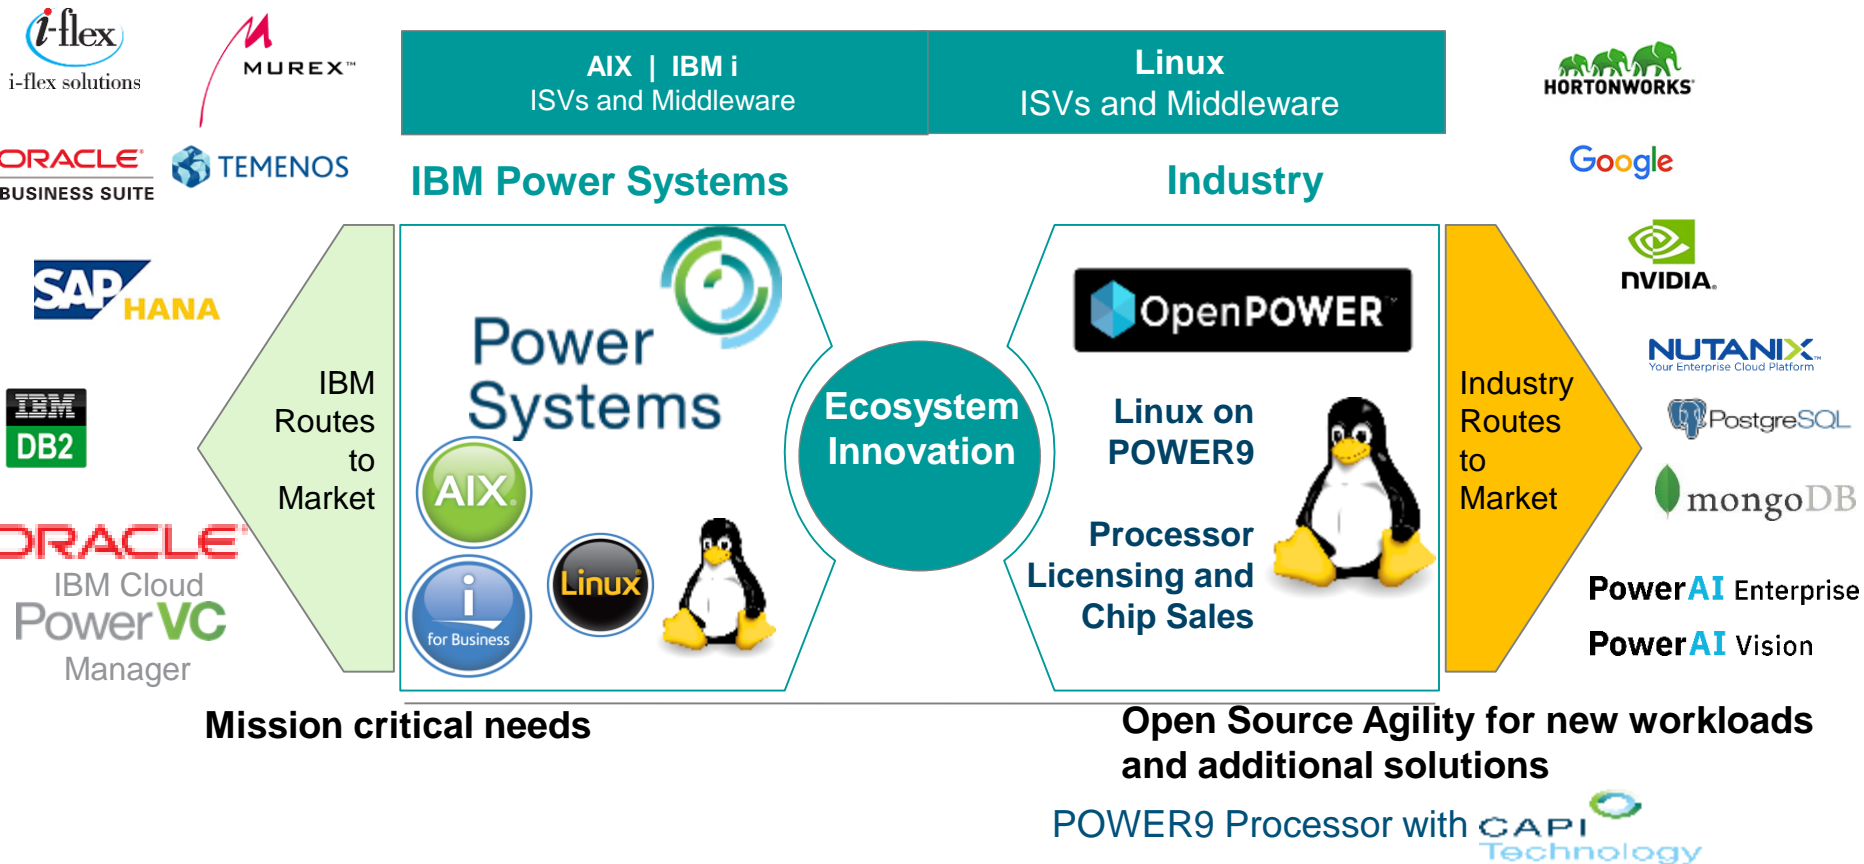 i-flex
i-flex solutions
MUREX™
ORACLE®
BUSINESS SUITE
TEMENOS
SAP HANA
IBM
DB2
ORACLE®
IBM Cloud
PowerVC
Manager
AIX | IBM i
ISVs and Middleware
Linux
ISVs and Middleware
IBM Power Systems
Industry
IBM
Routes
to
Market
Power
Systems
AIX
i
for Business
Linux
Ecosystem
Innovation
OpenPOWER™
Linux on
POWER9
Processor
Licensing and
Chip Sales
Industry
Routes
to
Market
HORTONWORKS
Google
NVIDIA.
NUTANIX™
Your Enterprise Cloud Platform
PostgreSQL
mongoDB
PowerAI Enterprise
PowerAI Vision
Mission critical needs
Open Source Agility for new workloads
and additional solutions
POWER9 Processor with CAPI
Technology